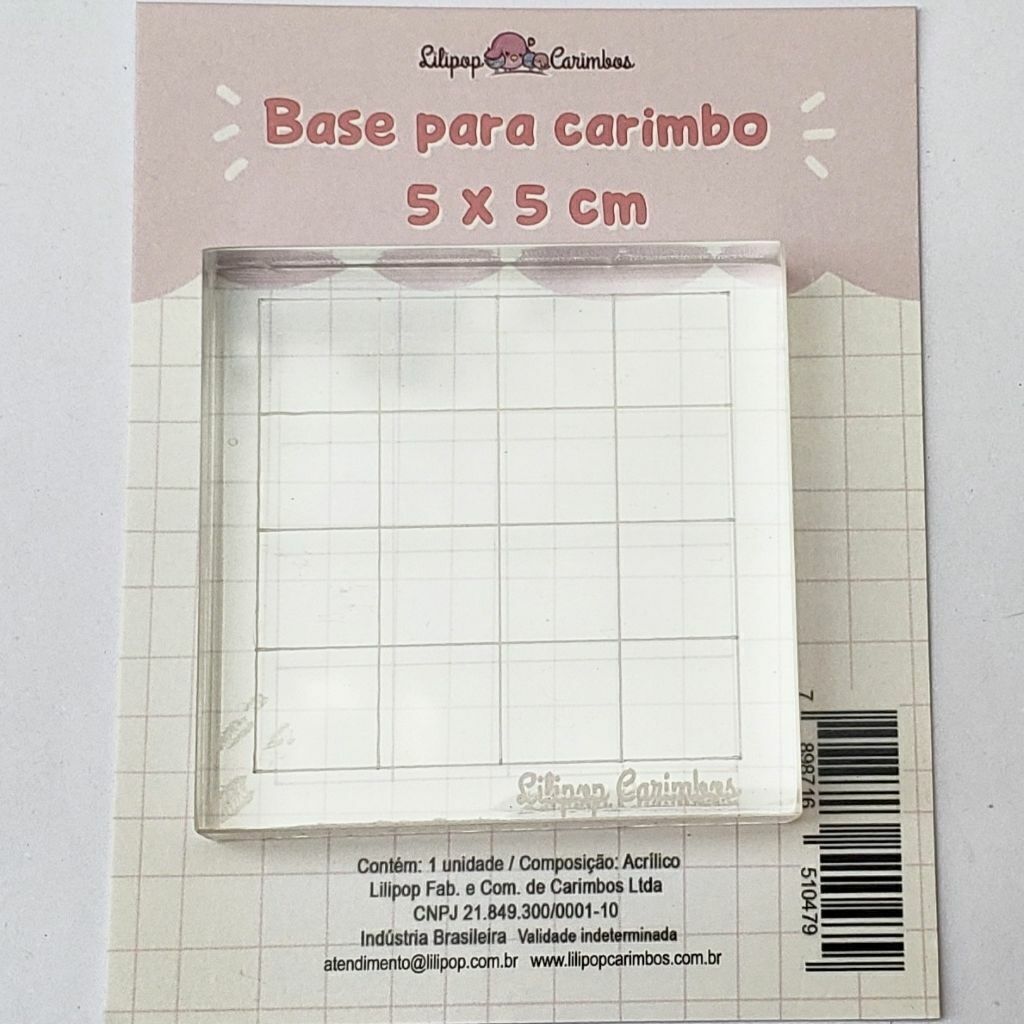 Lilipop Carimbos
Base para carimbo
5 x 5 cm
Lilipop Carimbos
Contém: 1 unidade / Composição: Acrílico
Lilipop Fab. e Com. de Carimbos Ltda
CNPJ 21.849.300/0001-10
Indústria Brasileira Validade indeterminada
atendimento@lilipop.com.br www.lilipopcarimbos.com.br
7 898716 510479